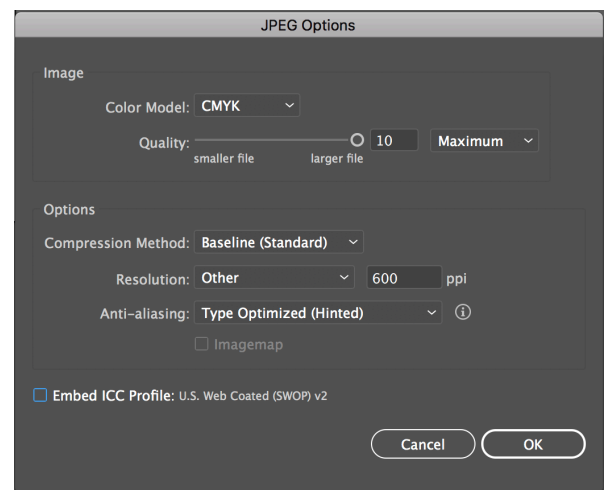 JPEG Options
Image
Color Model: CMYK
Quality: 10 Maximum
smaller file larger file
Options
Compression Method: Baseline (Standard)
Resolution: Other 600 ppi
Anti-aliasing: Type Optimized (Hinted)
Imagemap
Embed ICC Profile: U.S. Web Coated (SWOP) v2
Cancel OK